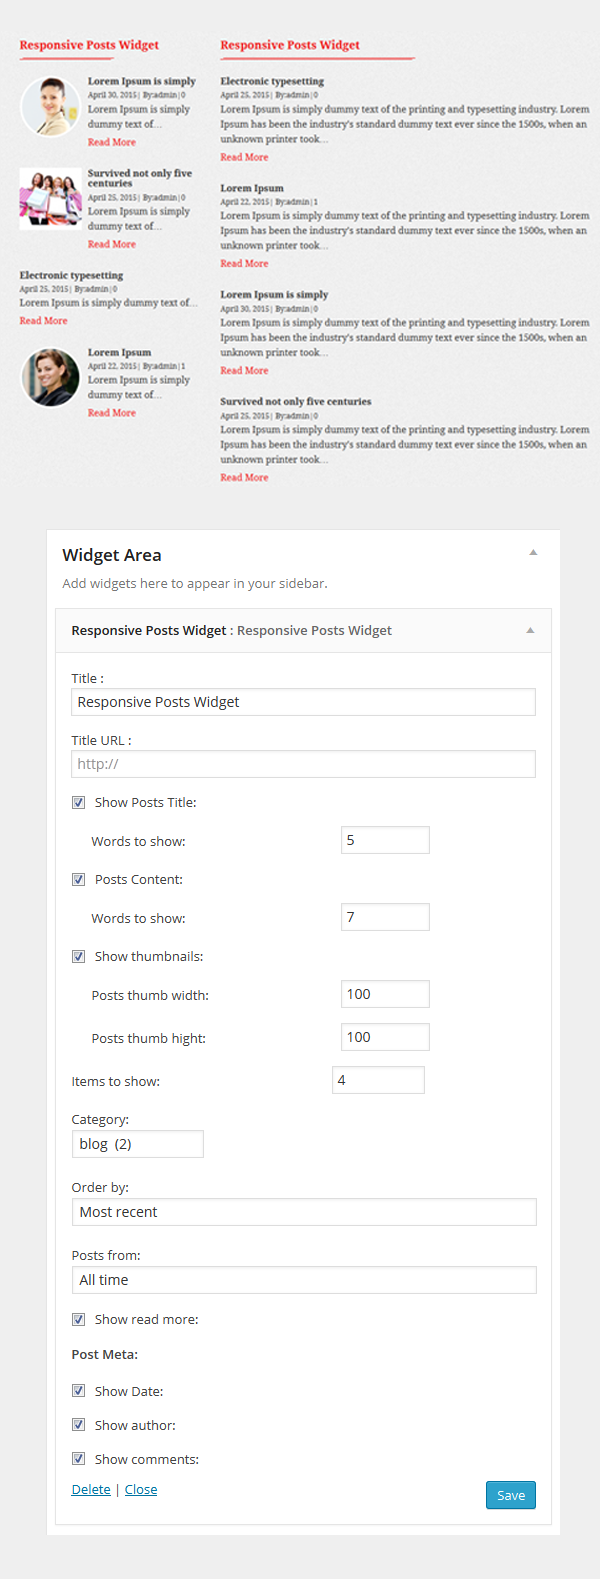 Responsive Posts Widget
Lorem Ipsum is simply
April 30, 2015 | By:admin | 0
Lorem Ipsum is simply
dummy text of...
Read More
Survived not only five
centuries
April 25, 2015 | By:admin | 0
Lorem Ipsum is simply
dummy text of...
Read More
Electronic typesetting
April 25, 2015 | By:admin | 0
Lorem Ipsum is simply dummy text of...
Read More
Lorem Ipsum
April 22, 2015 | By:admin | 1
Lorem Ipsum is simply
dummy text of...
Read More
Responsive Posts Widget
Electronic typesetting
April 25, 2015 | By:admin | 0
Lorem Ipsum is simply dummy text of the printing and typesetting industry. Lorem
Ipsum has been the industry's standard dummy text ever since the 1500s, when an
unknown printer took...
Read More
Lorem Ipsum
April 22, 2015 | By:admin | 1
Lorem Ipsum is simply dummy text of the printing and typesetting industry. Lorem
Ipsum has been the industry's standard dummy text ever since the 1500s, when an
unknown printer took...
Read More
Lorem Ipsum is simply
April 30, 2015 | By:admin | 0
Lorem Ipsum is simply dummy text of the printing and typesetting industry. Lorem
Ipsum has been the industry's standard dummy text ever since the 1500s, when an
unknown printer took...
Read More
Survived not only five centuries
April 25, 2015 | By:admin | 0
Lorem Ipsum is simply dummy text of the printing and typesetting industry. Lorem
Ipsum has been the industry's standard dummy text ever since the 1500s, when an
unknown printer took...
Read More
Widget Area
Add widgets here to appear in your sidebar.
Responsive Posts Widget : Responsive Posts Widget
Title :
Responsive Posts Widget
Title URL :
http://
Show Posts Title:
Words to show: 5
Posts Content:
Words to show: 7
Show thumbnails:
Posts thumb width: 100
Posts thumb hight: 100
Items to show: 4
Category:
blog (2)
Order by:
Most recent
Posts from:
All time
Show read more:
Post Meta:
Show Date:
Show author:
Show comments:
Delete | Close
Save